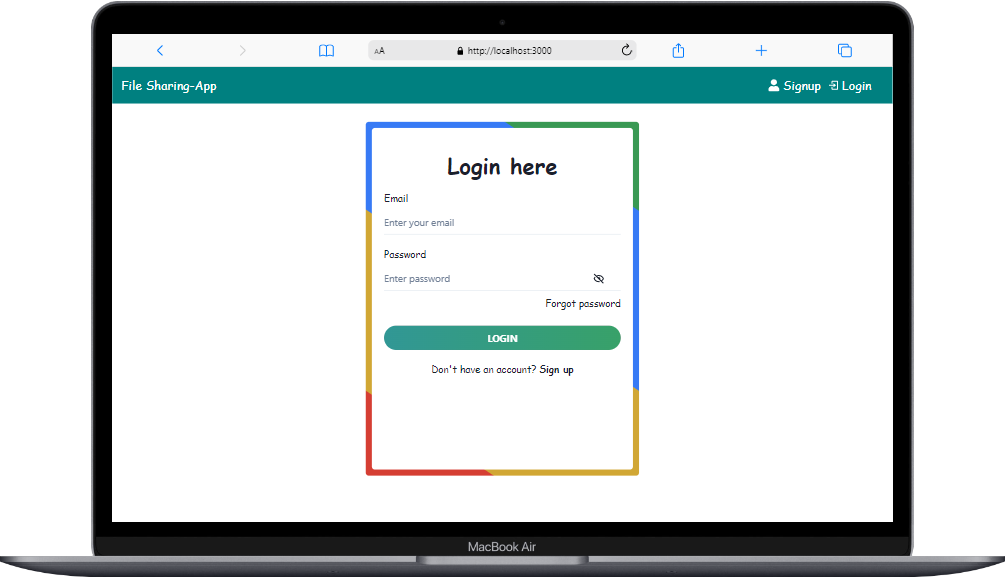 AA
http://localhost:3000
File Sharing-App
Signup
Login
Login here
Email
Enter your email
Password
Enter password
Forgot password
LOGIN
Don't have an account? Sign up
MacBook Air